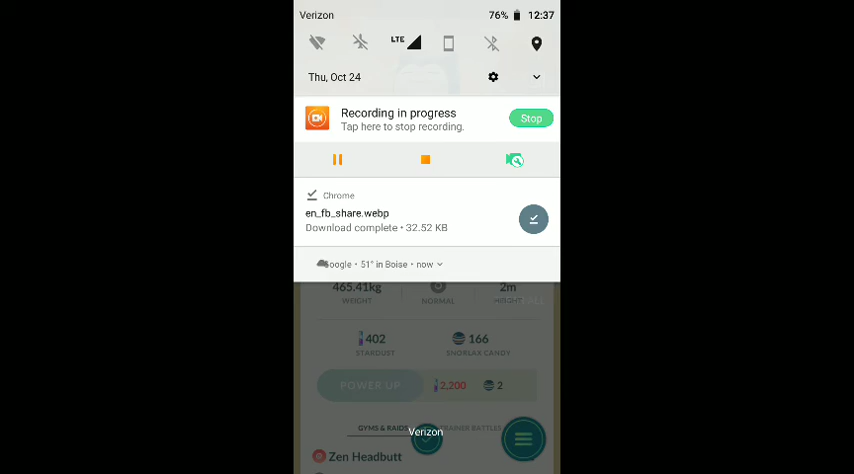 Verizon 76% 12:37
LTE
Thu, Oct 24
Recording in progress
Tap here to stop recording.
Stop
Chrome
en_fb_share.webp
Download complete • 32.52 KB
51° in Boise • now
465.41kg 2m
WEIGHT NORMAL HEIGHT
402 166
STARDUST SNORLAX CANDY
POWER UP 2,200 2
GYMS & RAIDS TRAINER BATTLES
Verizon
Zen Headbutt